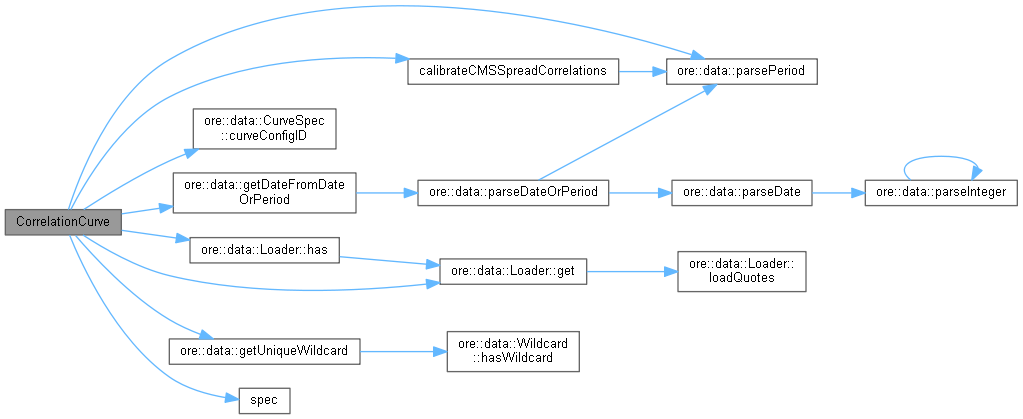 CorrelationCurve
calibrateCMSSpreadCorrelations
ore::data::parsePeriod
ore::data::CurveSpec
::curveConfigID
ore::data::getDateFromDate
OrPeriod
ore::data::parseDateOrPeriod
ore::data::parseDate
ore::data::parseInteger
ore::data::Loader::has
ore::data::Loader::get
ore::data::Loader::
loadQuotes
ore::data::getUniqueWildcard
ore::data::Wildcard
::hasWildcard
spec